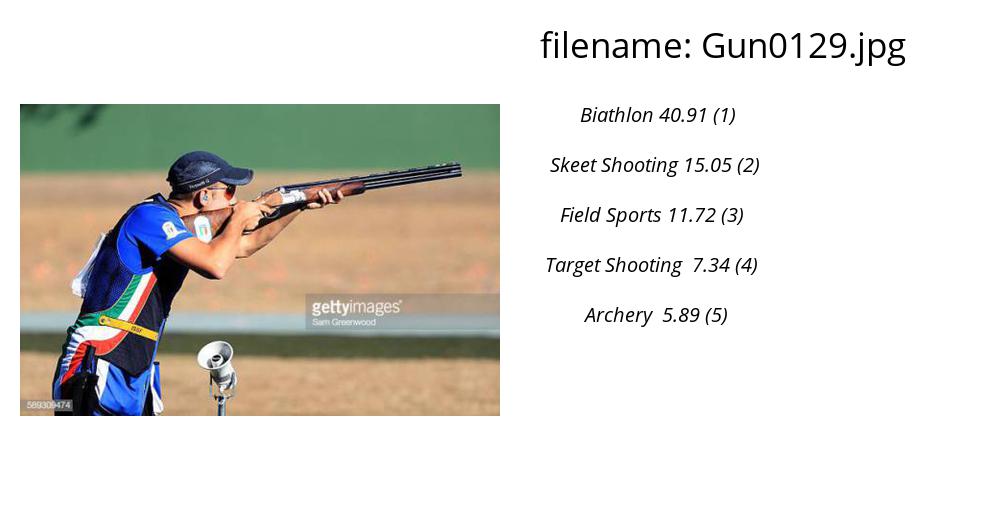 filename: Gun0129.jpg
Biathlon 40.91 (1)
Skeet Shooting 15.05 (2)
Field Sports 11.72 (3)
Target Shooting 7.34 (4)
Archery 5.89 (5)
gettyimages®
Sam Greenwood
589309474